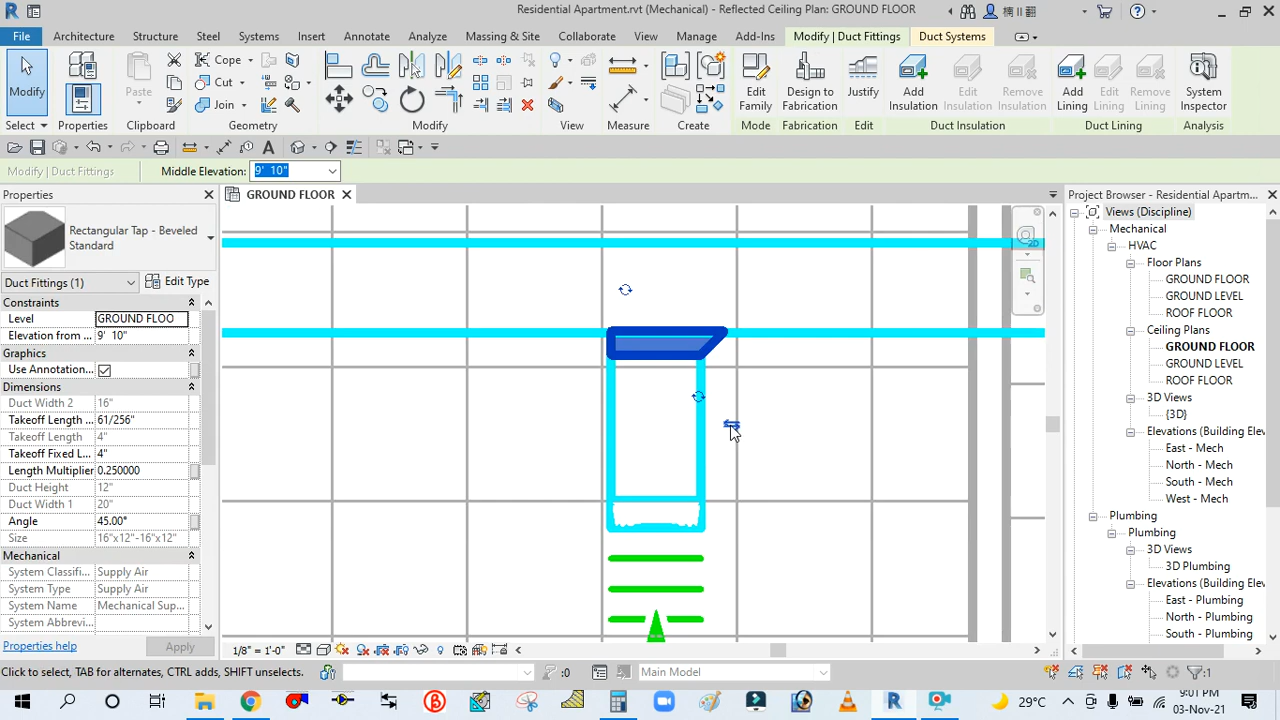 Residential Apartment.rvt (Mechanical) - Reflected Ceiling Plan: GROUND FLOOR
File Architecture Structure Steel Systems Insert Annotate Analyze Massing & Site Collaborate View Manage Add-Ins Modify | Duct Fittings Duct Systems
Modify
Paste
Cope
Cut
Join
Edit Family
Design to Fabrication
Justify
Add Insulation
Edit Insulation
Remove Insulation
Add Lining
Edit Lining
Remove Lining
System Inspector
Select Properties Clipboard Geometry Modify View Measure Create Mode Fabrication Edit Duct Insulation Duct Lining Analysis
Modify | Duct Fittings Middle Elevation: 9' 10"
Properties
GROUND FLOOR
Project Browser - Residential Apartm...
Rectangular Tap - Beveled
Standard
Duct Fittings (1) Edit Type
Constraints
Level GROUND FLOO
Elevation from ... 9' 10"
Graphics
Use Annotation...
Dimensions
Duct Width 2 16"
Takeoff Length ... 61/256"
Takeoff Length 4"
Takeoff Fixed L... 4"
Length Multiplier 0.250000
Duct Height 12"
Duct Width 1 20"
Angle 45.00°
Size 16"x12"-16"x12"
Mechanical
System Classifi... Supply Air
System Type Supply Air
System Name Mechanical Sup...
System Abbrevi...
Properties help Apply
2D
Views (Discipline)
Mechanical
HVAC
Floor Plans
GROUND FLOOR
GROUND LEVEL
ROOF FLOOR
Ceiling Plans
GROUND FLOOR
GROUND LEVEL
ROOF FLOOR
3D Views
{3D}
Elevations (Building Elev
East - Mech
North - Mech
South - Mech
West - Mech
Plumbing
Plumbing
3D Views
3D Plumbing
Elevations (Building Elev
East - Plumbing
North - Plumbing
South - Plumbing
1/8" = 1'-0"
Click to select, TAB for alternates, CTRL adds, SHIFT unselects. :0 Main Model :1
29°C
9:01 PM
03-Nov-21